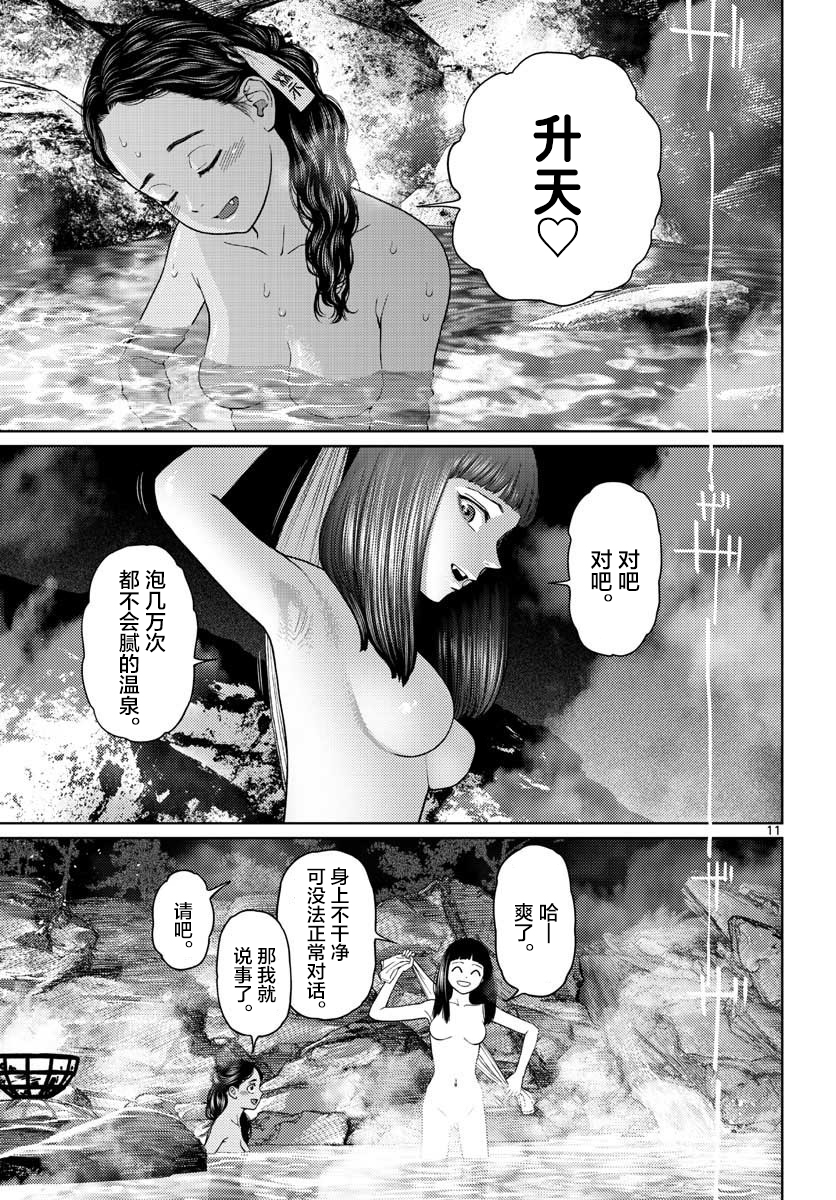 升天♡
对吧
对吧。
泡几万次
都不会腻的温泉。
11
哈ー
爽了。
身上不干净
可没法正常对话。
那我就
说事了。
请吧。